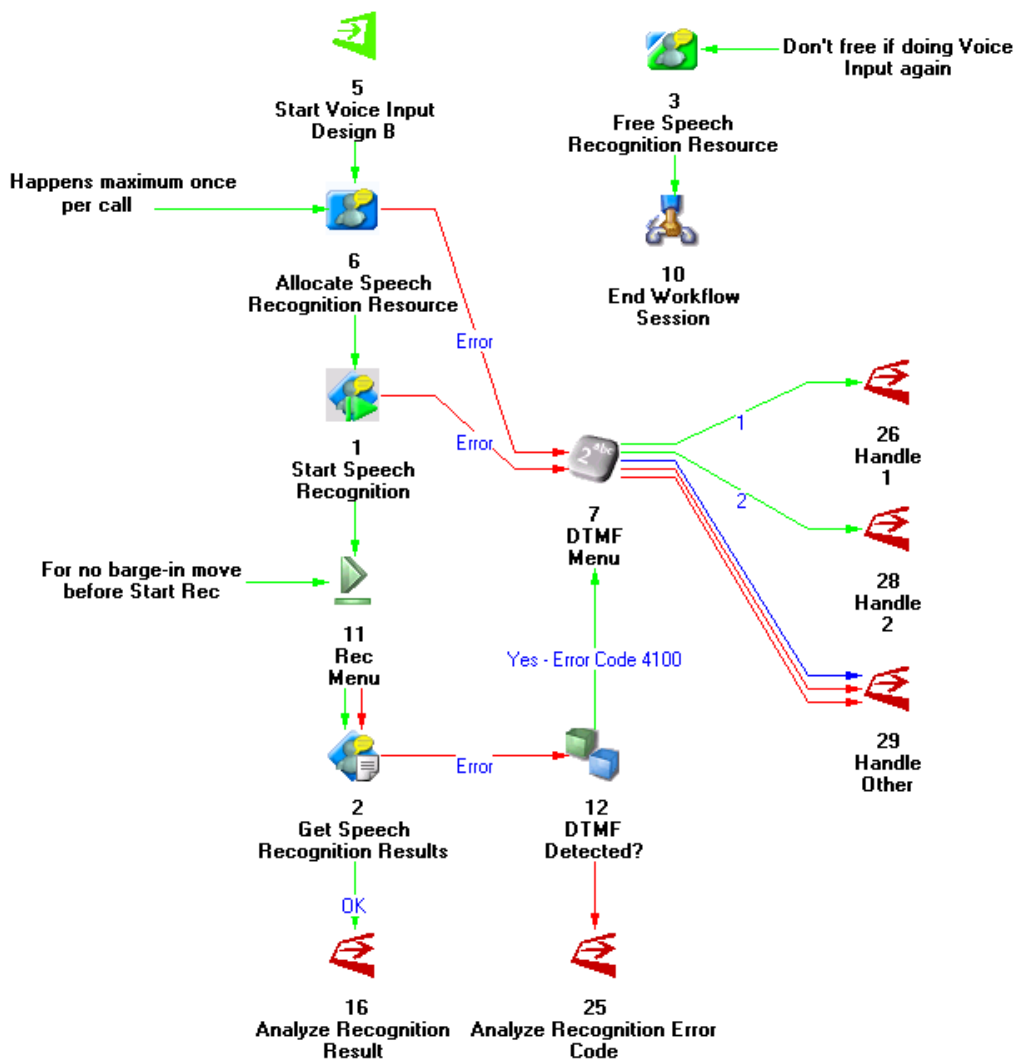 5
Start Voice Input
Design B
3
Free Speech
Recognition Resource
Don't free if doing Voice
Input again
Happens maximum once
per call
6
Allocate Speech
Recognition Resource
10
End Workflow
Session
Error
1
Start Speech
Recognition
Error
2 abc
7
DTMF
Menu
1
26
Handle
1
2
28
Handle
2
For no barge-in move
before Start Rec
11
Rec
Menu
Yes - Error Code 4100
29
Handle
Other
Error
2
Get Speech
Recognition Results
12
DTMF
Detected?
OK
16
Analyze Recognition
Result
25
Analyze Recognition Error
Code